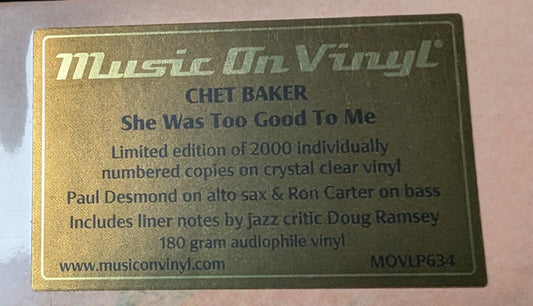 Music On Vinyl®
CHET BAKER
She Was Too Good To Me
Limited edition of 2000 individually
numbered copies on crystal clear vinyl
Paul Desmond on alto sax & Ron Carter on bass
Includes liner notes by jazz critic Doug Ramsey
180 gram audiophile vinyl
www.musiconvinyl.com MOVLP634